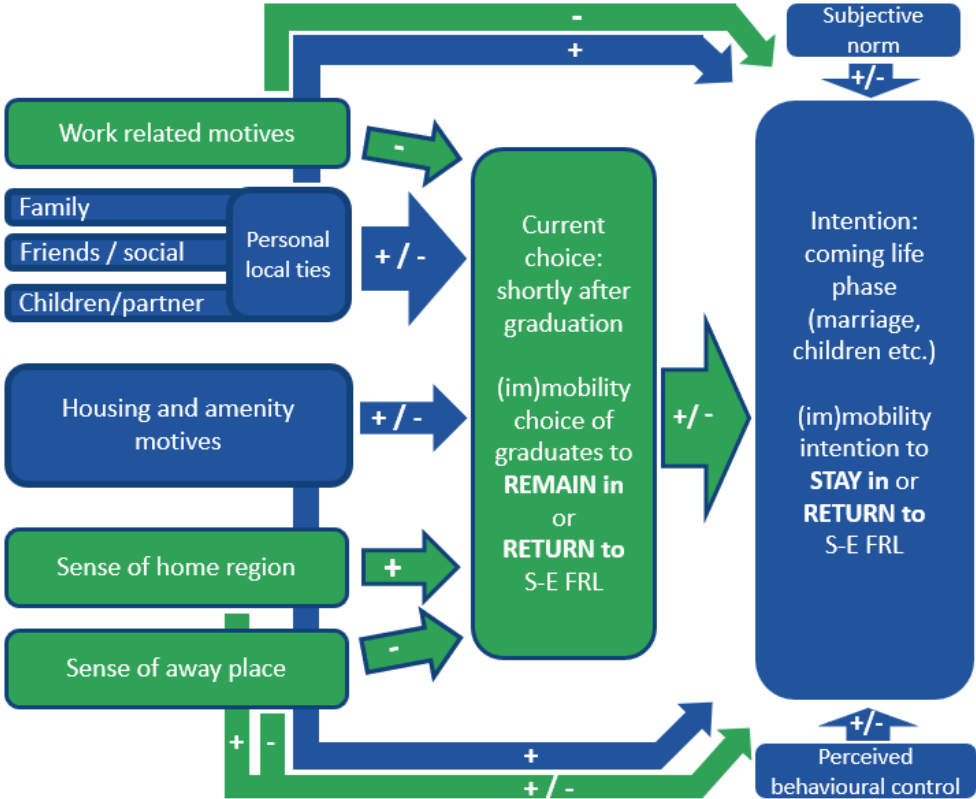 -
+
Subjective
norm
+/-
Work related motives
-
Family
Friends / social
Children/partner
Personal
local ties
+ / -
Housing and amenity
motives
+ / -
Sense of home region
+
Sense of away place
-
Current
choice:
shortly after
graduation
(im)mobility
choice of
graduates to
REMAIN in
or
RETURN to
S-E FRL
+/-
Intention:
coming life
phase
(marriage,
children etc.)
(im)mobility
intention to
STAY in or
RETURN to
S-E FRL
+
-
+
+ / -
+/-
Perceived
behavioural control